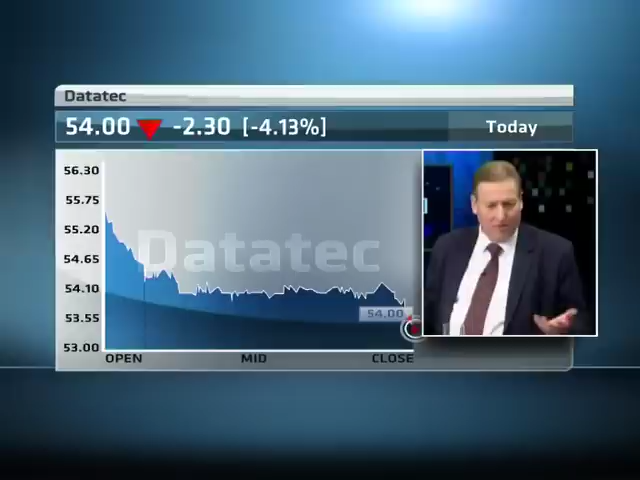 Datatec
54.00 -2.30 [-4.13%] Today
56.30
55.75
55.20
54.65
54.10
53.55
53.00
Datatec
54.00
OPEN MID CLOSE